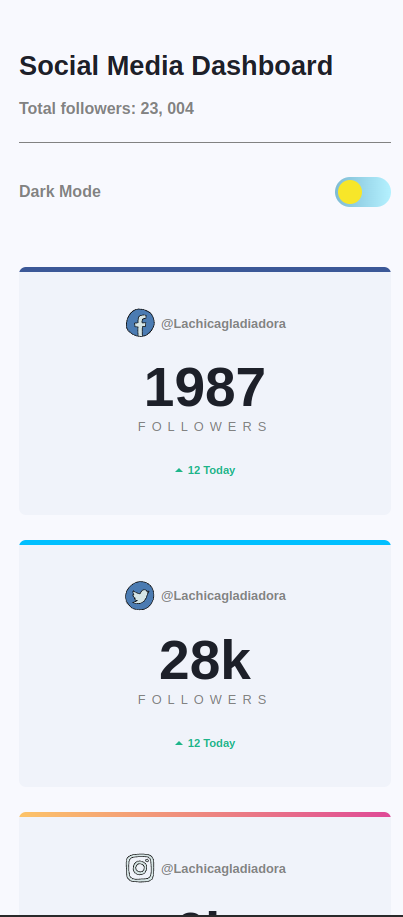 Social Media Dashboard
Total followers: 23, 004
Dark Mode
@Lachicagladiadora
1987
FOLLOWERS
12 Today
@Lachicagladiadora
28k
FOLLOWERS
12 Today
@Lachicagladiadora